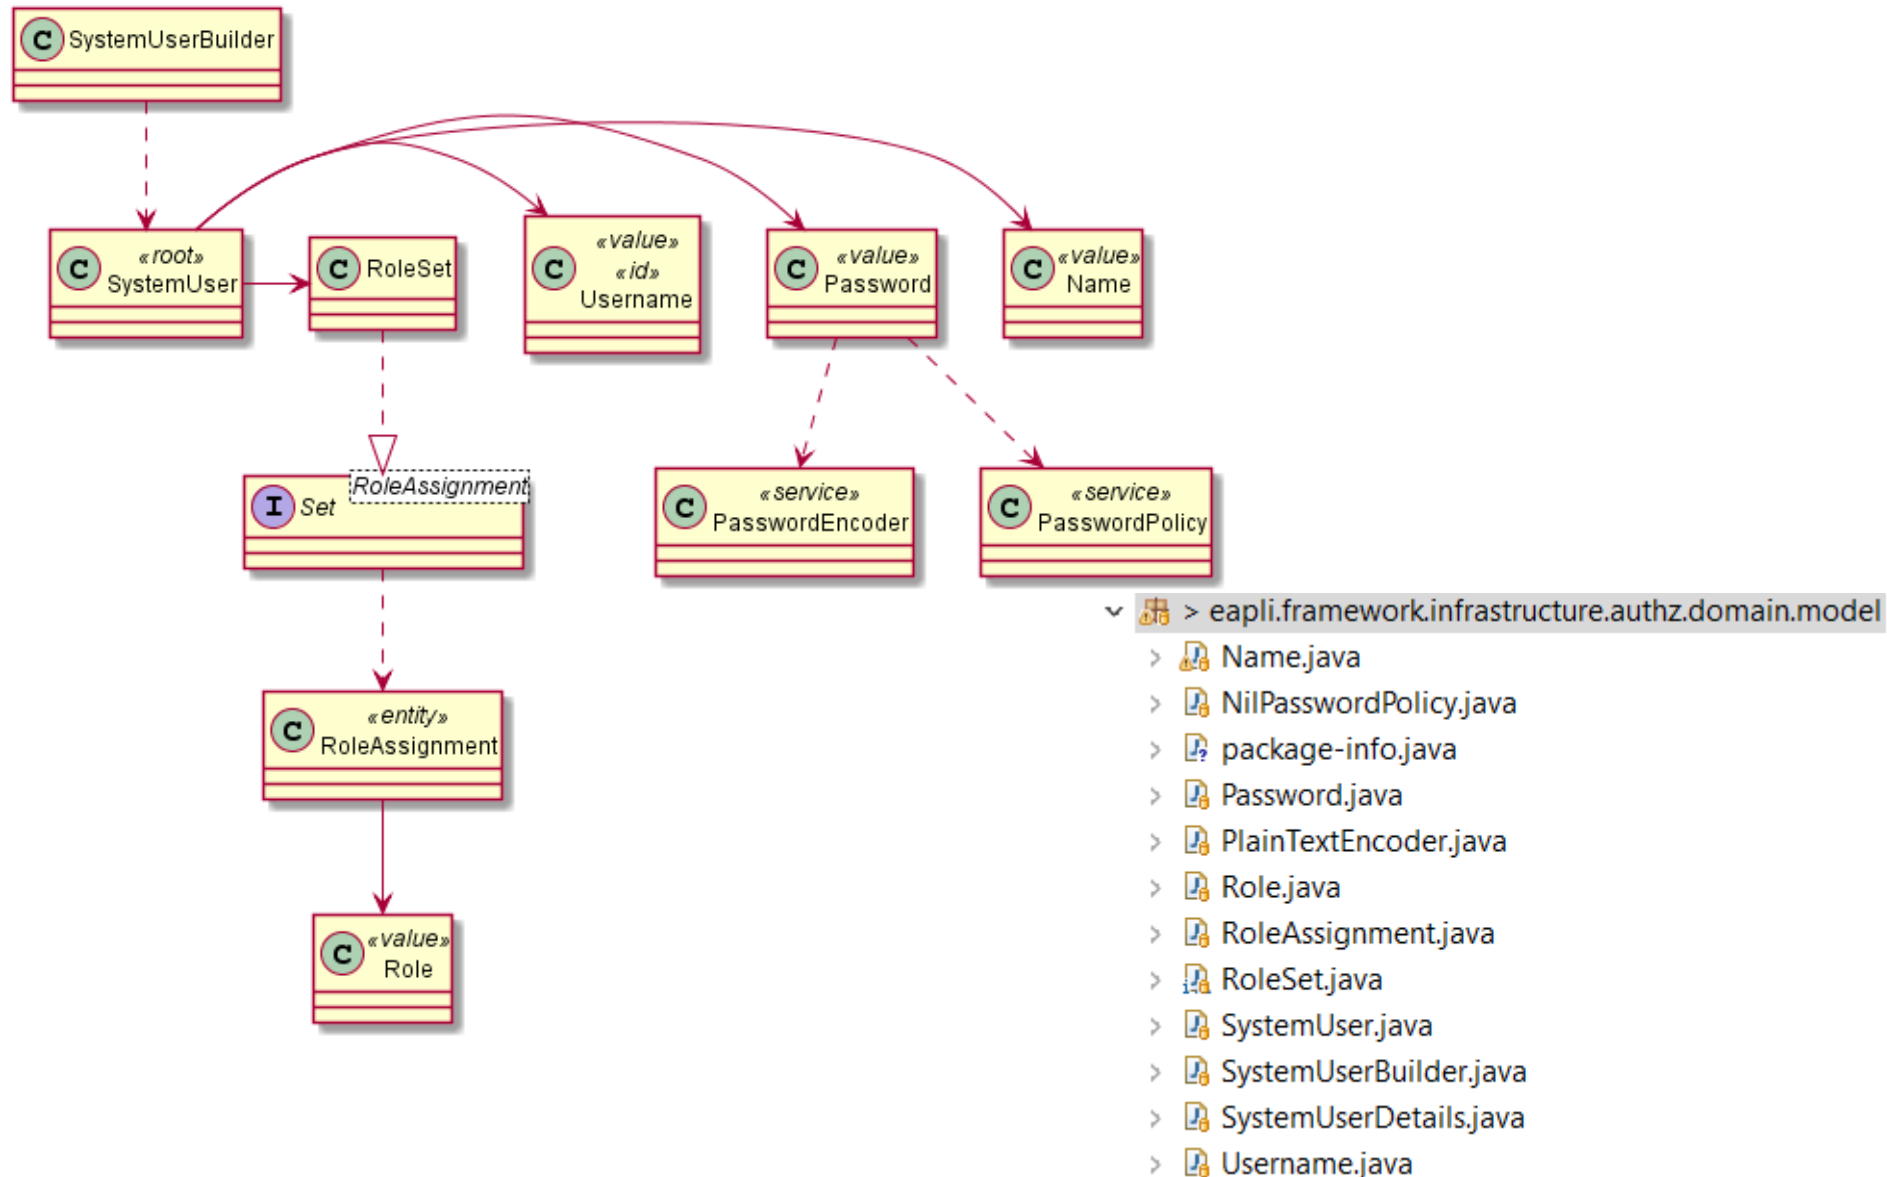 C SystemUserBuilder
C «root»
SystemUser
C RoleSet
C «value»
«id»
Username
C «value»
Password
C «value»
Name
RoleAssignment
I Set
C «service»
PasswordEncoder
C «service»
PasswordPolicy
C «entity»
RoleAssignment
C «value»
Role
> eapli.framework.infrastructure.authz.domain.model
Name.java
NilPasswordPolicy.java
package-info.java
Password.java
PlainTextEncoder.java
Role.java
RoleAssignment.java
RoleSet.java
SystemUser.java
SystemUserBuilder.java
SystemUserDetails.java
Username.java